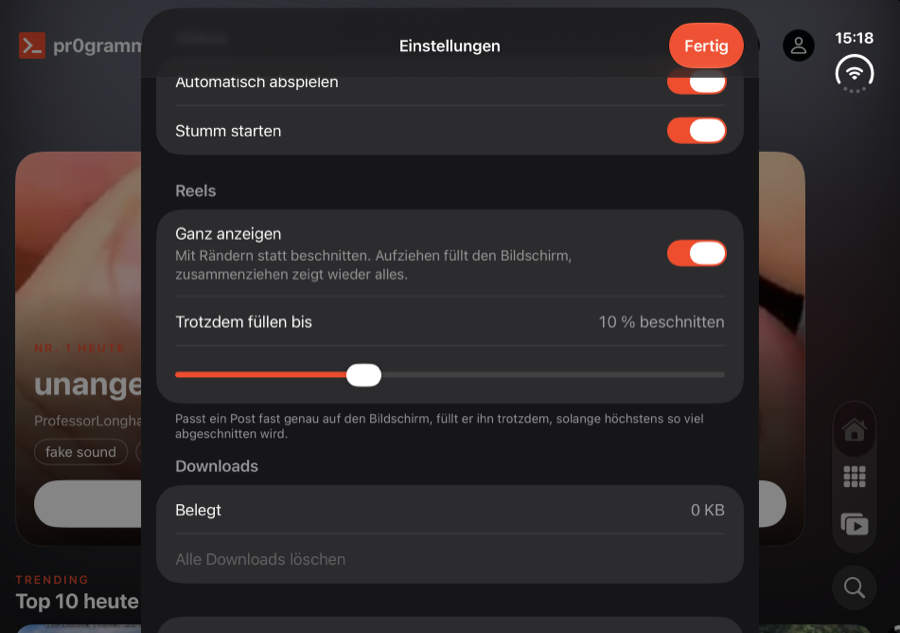 pr0gramm
Einstellungen
Fertig
15:18
Automatisch abspielen
Stumm starten
Reels
Ganz anzeigen
Mit Rändern statt beschnitten. Aufziehen füllt den Bildschirm,
zusammenziehen zeigt wieder alles.
Trotzdem füllen bis
10 % beschnitten
Passt ein Post fast genau auf den Bildschirm, füllt er ihn trotzdem, solange höchstens so viel
abgeschnitten wird.
Downloads
Belegt
0 KB
Alle Downloads löschen
NR. 1 HEUTE
unange
ProfessorLongha
fake sound
TRENDING
Top 10 heute